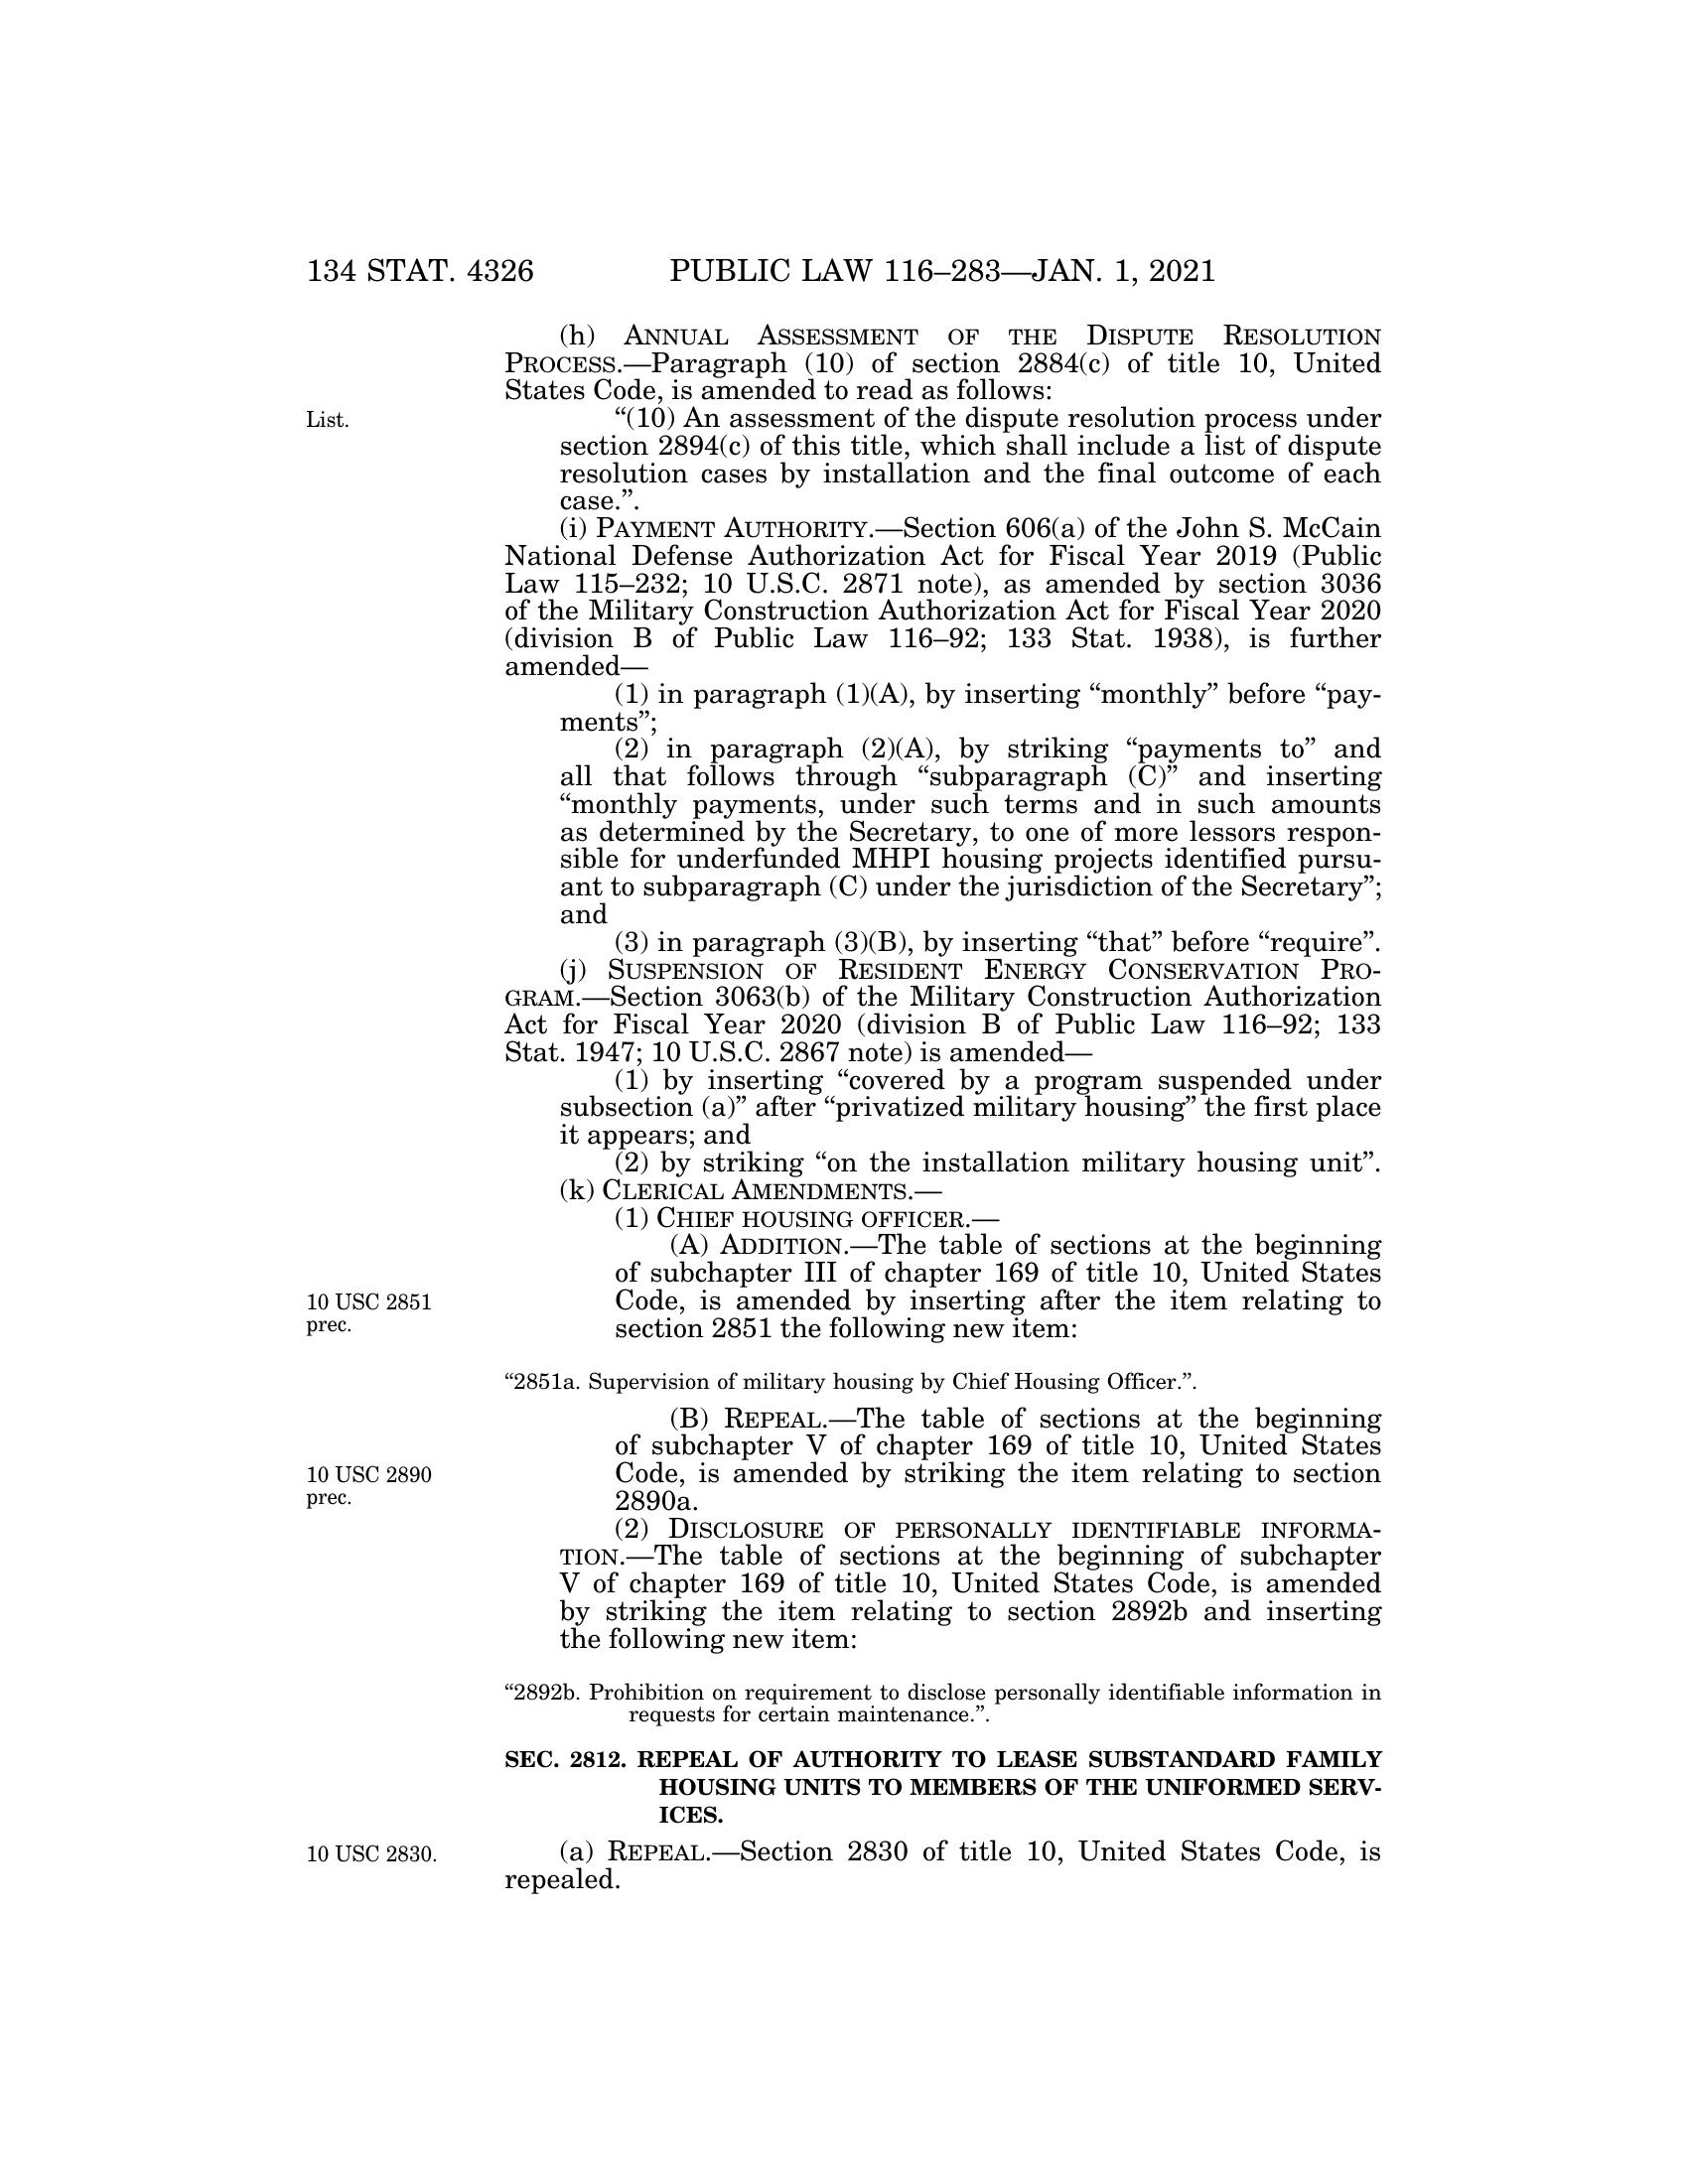 134 STAT. 4326
PUBLIC LAW 116–283—JAN. 1, 2021
(h) ANNUAL ASSESSMENT OF THE DISPUTE RESOLUTION
PROCESS.—Paragraph (10) of section 2884(c) of title 10, United
States Code, is amended to read as follows:
List.
“(10) An assessment of the dispute resolution process under
section 2894(c) of this title, which shall include a list of dispute
resolution cases by installation and the final outcome of each
case.”.
(i) PAYMENT AUTHORITY.—Section 606(a) of the John S. McCain
National Defense Authorization Act for Fiscal Year 2019 (Public
Law 115–232; 10 U.S.C. 2871 note), as amended by section 3036
of the Military Construction Authorization Act for Fiscal Year 2020
(division B of Public Law 116–92; 133 Stat. 1938), is further
amended—
(1) in paragraph (1)(A), by inserting “monthly” before “pay-
ments”;
(2) in paragraph (2)(A), by striking “payments to” and
all that follows through “subparagraph (C)” and inserting
“monthly payments, under such terms and in such amounts
as determined by the Secretary, to one of more lessors respon-
sible for underfunded MHPI housing projects identified pursu-
ant to subparagraph (C) under the jurisdiction of the Secretary”;
and
(3) in paragraph (3)(B), by inserting “that” before “require”.
(j) SUSPENSION OF RESIDENT ENERGY CONSERVATION PRO-
GRAM.—Section 3063(b) of the Military Construction Authorization
Act for Fiscal Year 2020 (division B of Public Law 116–92; 133
Stat. 1947; 10 U.S.C. 2867 note) is amended—
(1) by inserting “covered by a program suspended under
subsection (a)” after “privatized military housing” the first place
it appears; and
(2) by striking “on the installation military housing unit”.
(k) CLERICAL AMENDMENTS.—
(1) CHIEF HOUSING OFFICER.—
(A) ADDITION.—The table of sections at the beginning
of subchapter III of chapter 169 of title 10, United States
Code, is amended by inserting after the item relating to
section 2851 the following new item:
10 USC 2851
prec.
“2851a. Supervision of military housing by Chief Housing Officer.”.
(B) REPEAL.—The table of sections at the beginning
of subchapter V of chapter 169 of title 10, United States
Code, is amended by striking the item relating to section
2890a.
10 USC 2890
prec.
(2) DISCLOSURE OF PERSONALLY IDENTIFIABLE INFORMA-
TION.—The table of sections at the beginning of subchapter
V of chapter 169 of title 10, United States Code, is amended
by striking the item relating to section 2892b and inserting
the following new item:
“2892b. Prohibition on requirement to disclose personally identifiable information in
requests for certain maintenance.”.
SEC. 2812. REPEAL OF AUTHORITY TO LEASE SUBSTANDARD FAMILY
HOUSING UNITS TO MEMBERS OF THE UNIFORMED SERV-
ICES.
10 USC 2830.
(a) REPEAL.—Section 2830 of title 10, United States Code, is
repealed.